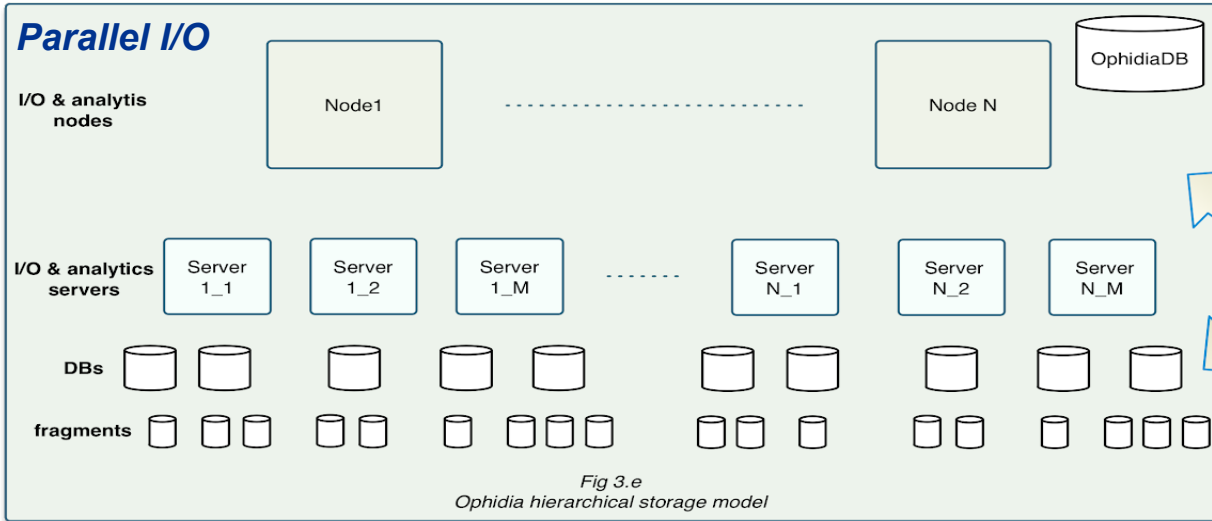 Parallel I/O
OphidiaDB
I/O & analytis
nodes
Node1
Node N
I/O & analytics
servers
Server
1_1
Server
1_2
Server
1_M
Server
N_1
Server
N_2
Server
N_M
DBs
fragments
Fig 3.e
Ophidia hierarchical storage model